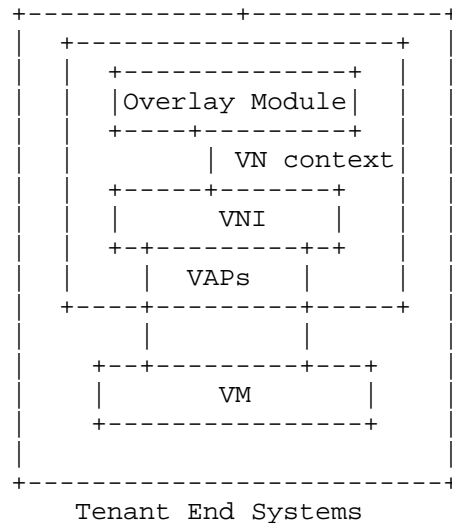 Overlay Module
VN context
VNI
VAPs
VM
Tenant End Systems